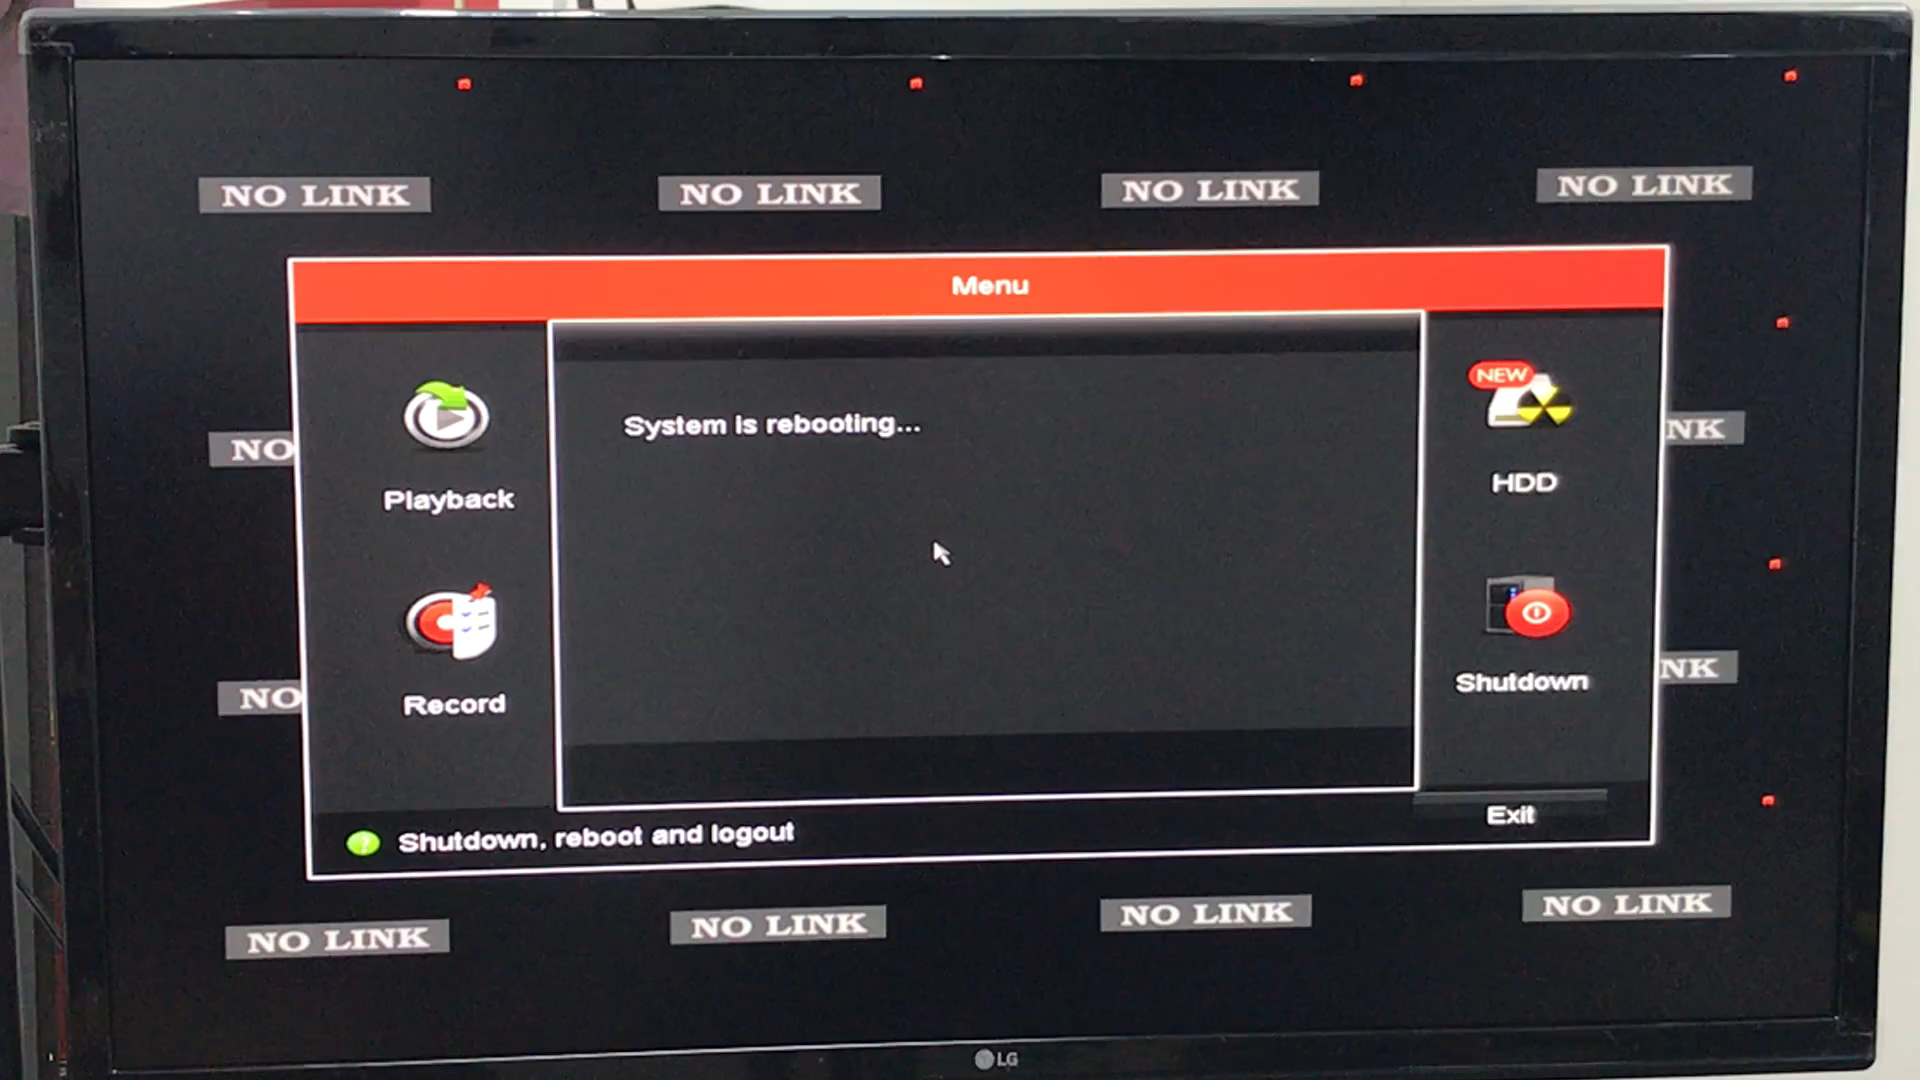 NO LINK NO LINK NO LINK NO LINK
Menu
NEW
System is rebooting...
NO
NK
HDD
Playback
NO
NK
Shutdown
Record
Exit
Shutdown, reboot and logout
NO LINK NO LINK NO LINK NO LINK
LG